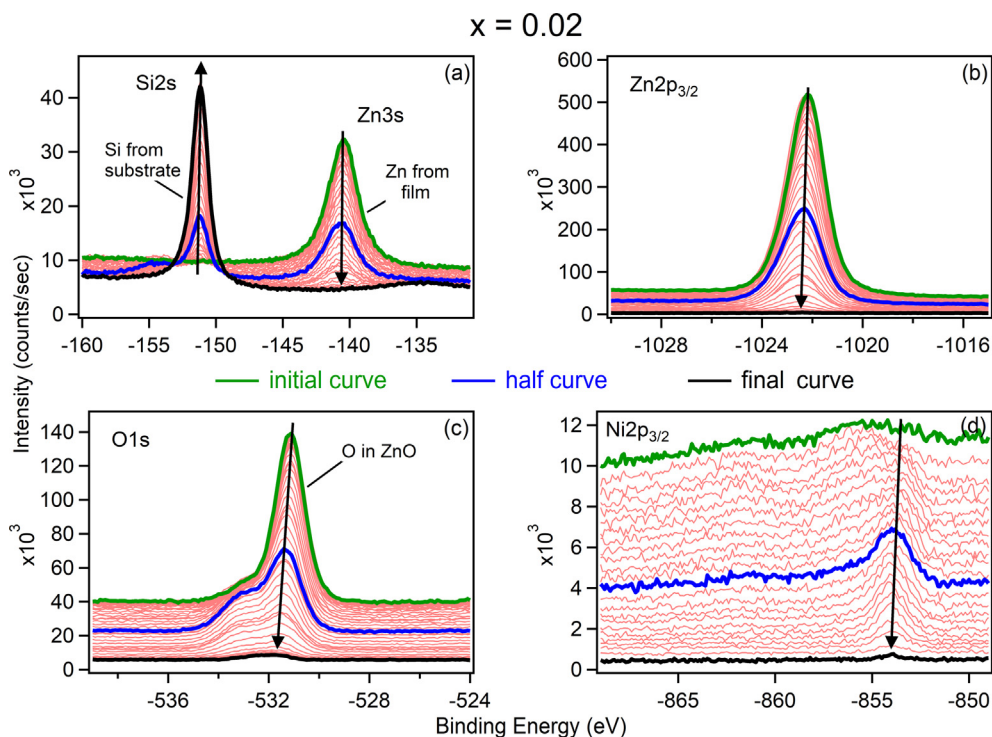 x = 0.02
Intensity (counts/sec)
(a)
Si2s
Zn3s
Si from
substrate
Zn from
film
x10³
40
30
20
10
0
-160 -155 -150 -145 -140 -135
(b)
Zn2p3/2
x10³
600
500
400
300
200
100
0
-1028 -1024 -1020 -1016
initial curve half curve final curve
(c)
O1s
O in ZnO
x10³
140
120
100
80
60
40
20
0
-536 -532 -528 -524
(d)
Ni2p3/2
x10³
12
10
8
6
4
2
0
-865 -860 -855 -850
Binding Energy (eV)